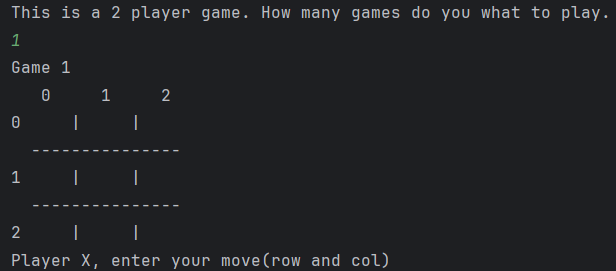 This is a 2 player game. How many games do you what to play.
1
Game 1
   0     1     2
0     |     |
  ---------------
1     |     |
  ---------------
2     |     |
Player X, enter your move(row and col)